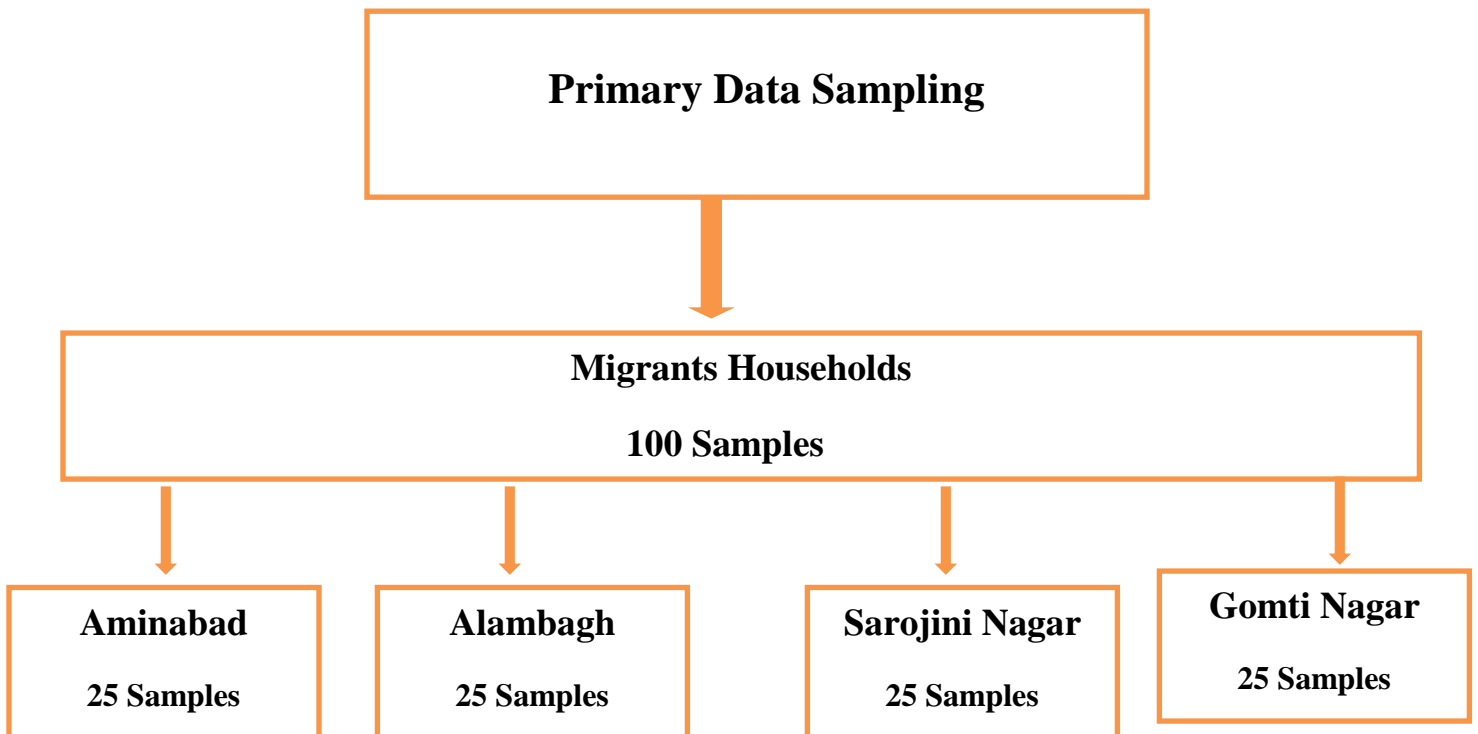 Primary Data Sampling
Migrants Households
100 Samples
Aminabad
25 Samples
Alambagh
25 Samples
Sarojini Nagar
25 Samples
Gomti Nagar
25 Samples